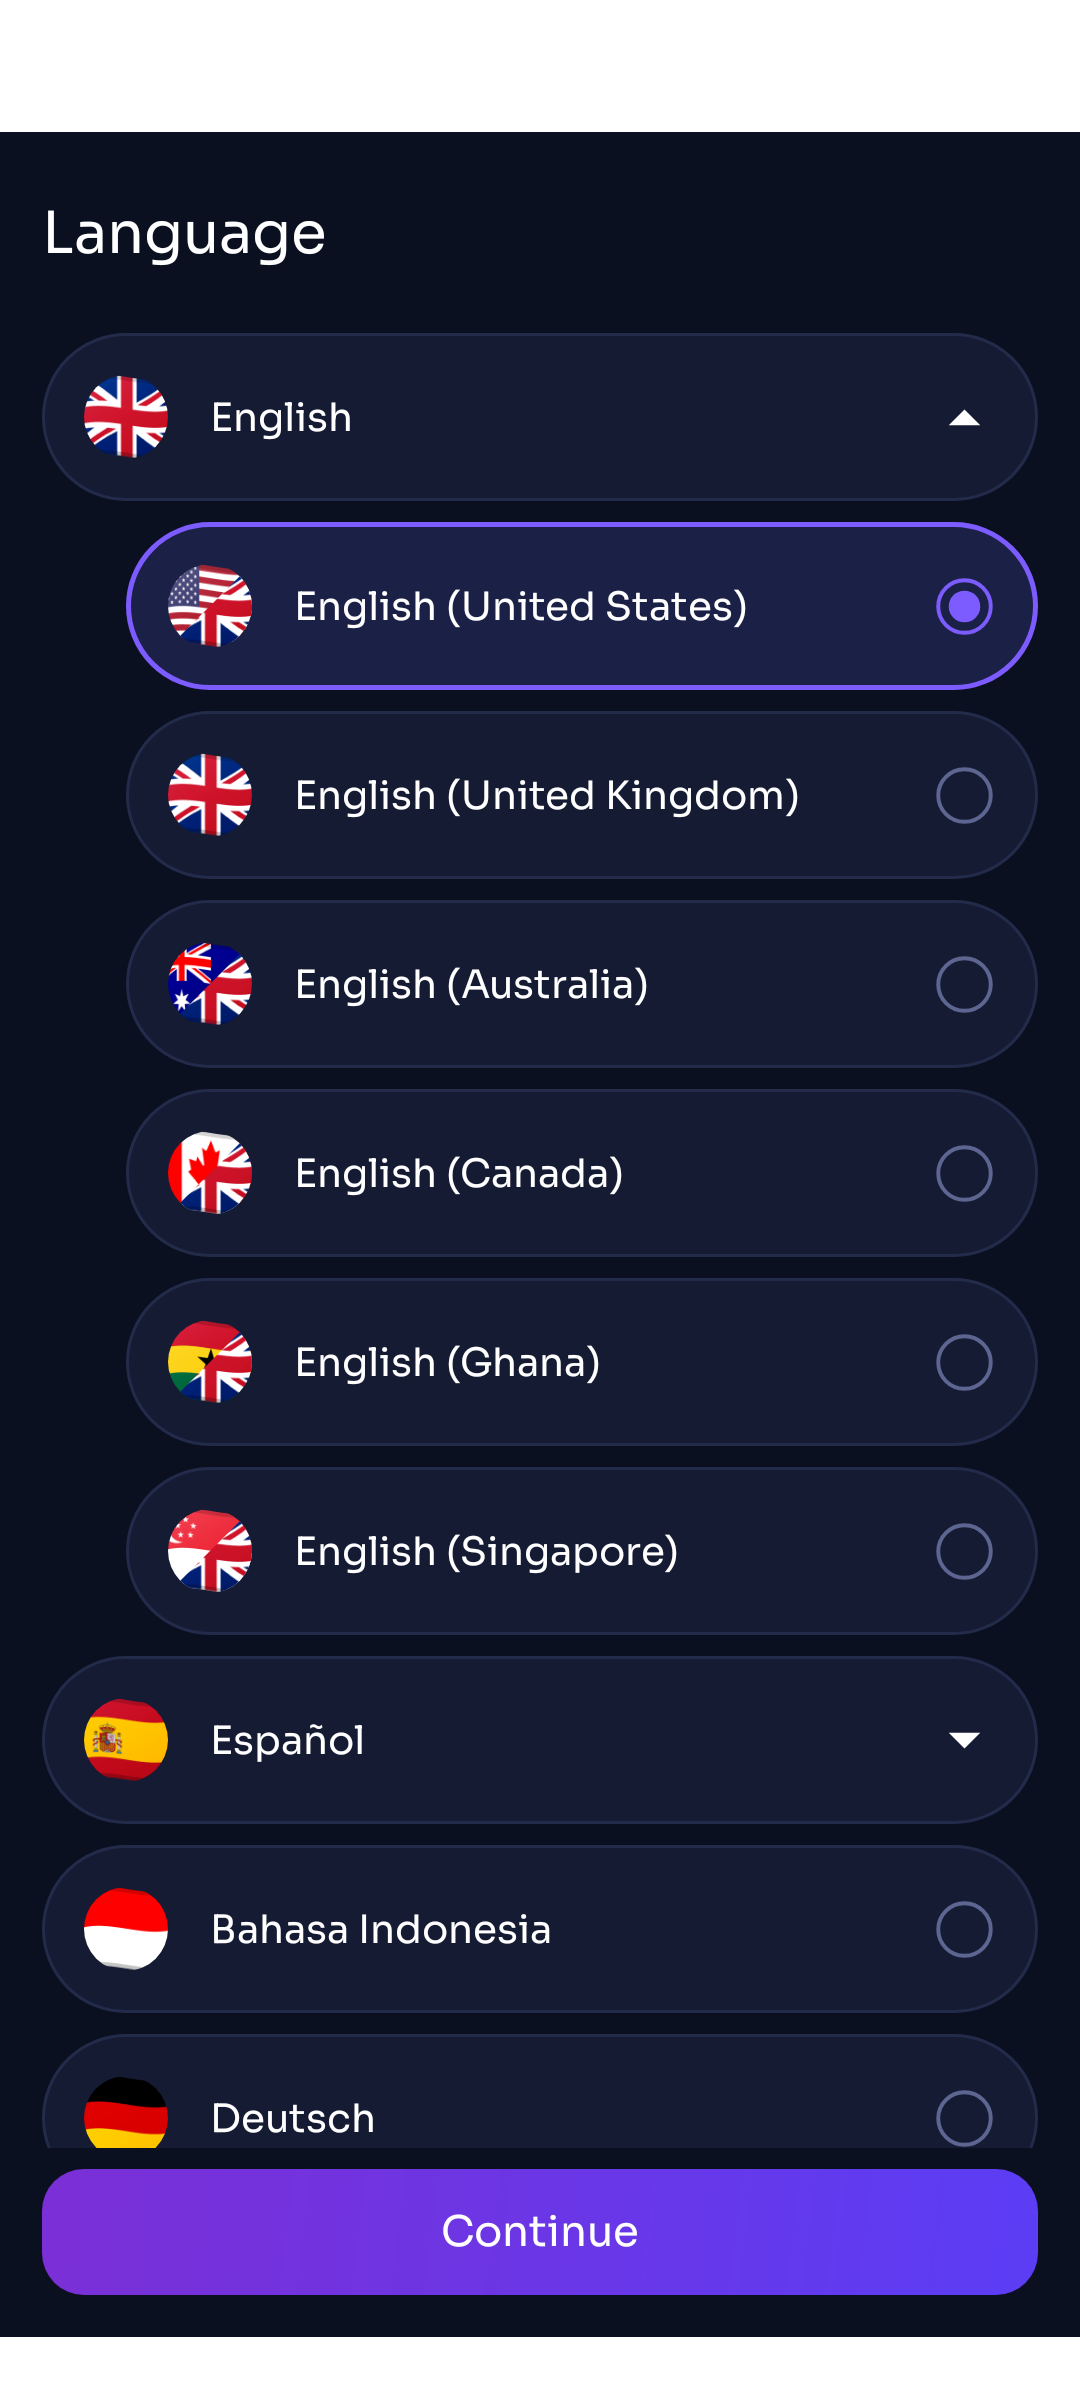 Language
English
English (United States)
English (United Kingdom)
English (Australia)
English (Canada)
English (Ghana)
English (Singapore)
Español
Bahasa Indonesia
Deutsch
Continue